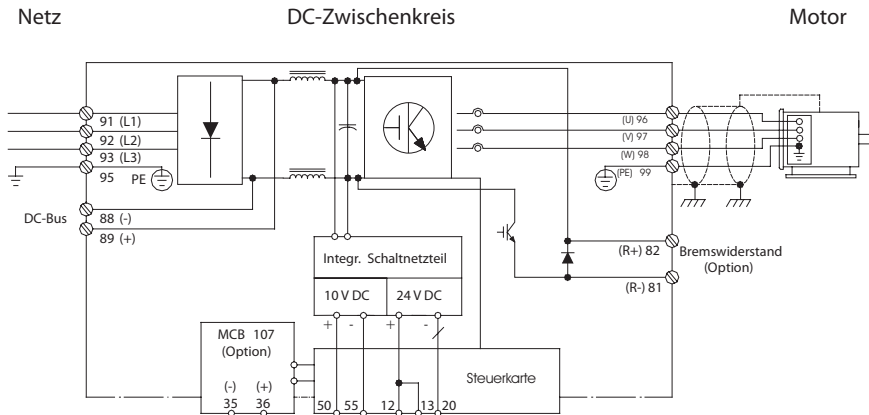 Netz DC-Zwischenkreis Motor
91 (L1)
92 (L2)
93 (L3)
95 PE
DC-Bus
88 (-)
89 (+)
(U) 96
(V) 97
(W) 98
(PE) 99
Integr. Schaltnetzteil
10 V DC 24 V DC
+ - + -
(R+) 82
(R-) 81
Bremswiderstand
(Option)
MCB 107
(Option)
(-) (+)
35 36
Steuerkarte
50 55 12 13 20